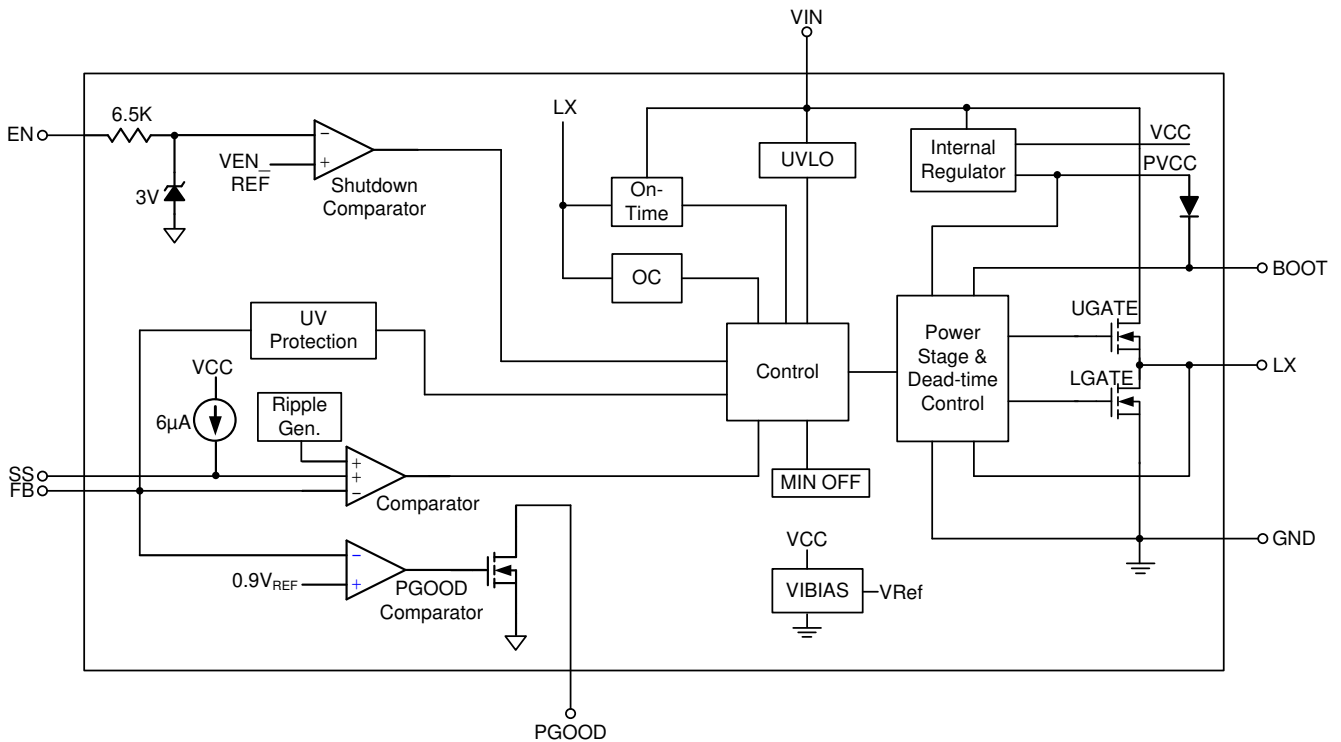 VIN
EN
6.5K
3V
VEN_
REF
−
+
Shutdown
Comparator
LX
On-
Time
OC
UVLO
Internal
Regulator
VCC
PVCC
BOOT
UV
Protection
VCC
6µA
Ripple
Gen.
Control
Power
Stage &
Dead-time
Control
UGATE
LGATE
LX
SS
FB
+
+
−
Comparator
MIN OFF
−
+
0.9VREF
PGOOD
Comparator
VCC
VIBIAS
VRef
GND
PGOOD